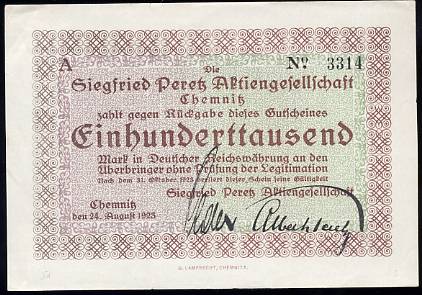 A Nº 3314
Die
Siegfried Peretz Aktiengesellschaft
Chemnitz
zahlt gegen Rückgabe dieses Gutscheines
Einhunderttausend
Mark in Deutscher Reichswährung an den
Überbringer ohne Prüfung der Legitimation
Nach dem 31. Oktober 1923 verliert dieser Schein seine Gültigkeit
Siegfried Peretz Aktiengesellschaft
Chemnitz
den 24. August 1923
G. LAMPRECHT, CHEMNITZ.